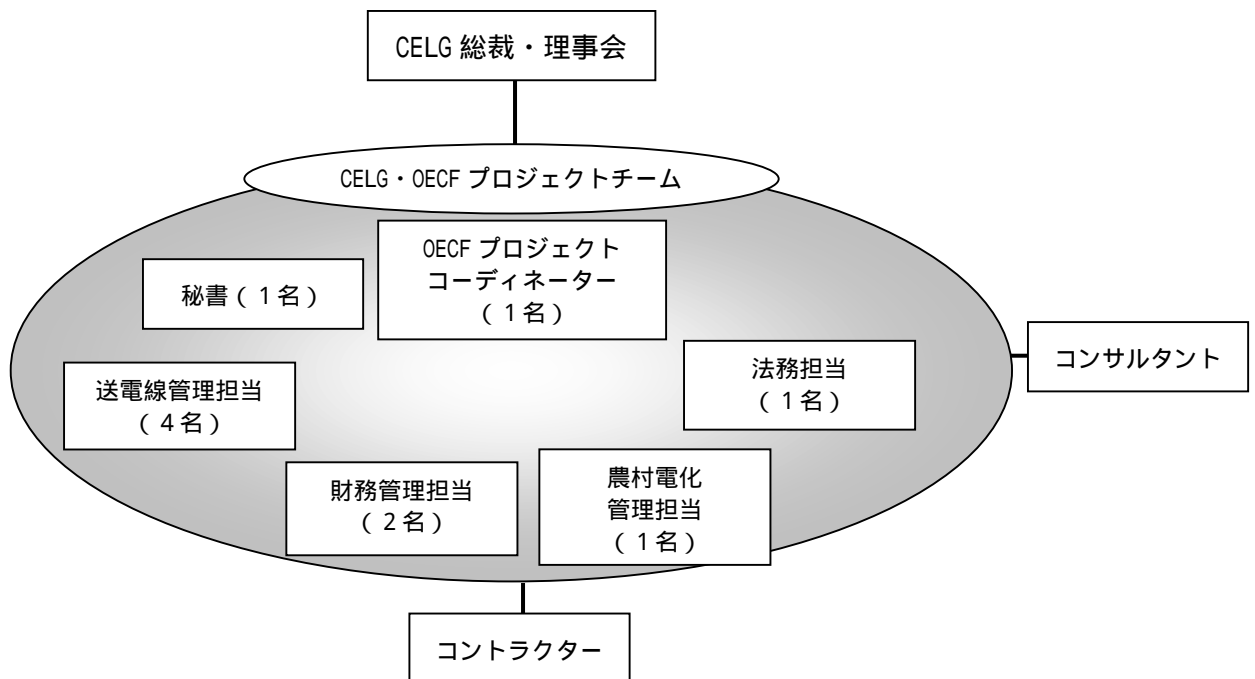 CELG 総裁・理事会
CELG・OECF プロジェクトチーム
OECF プロジェクト
コーディネーター
(1名)
秘書(1名)
送電線管理担当
(4名)
法務担当
(1名)
コンサルタント
財務管理担当
(2名)
農村電化
管理担当
(1名)
コントラクター